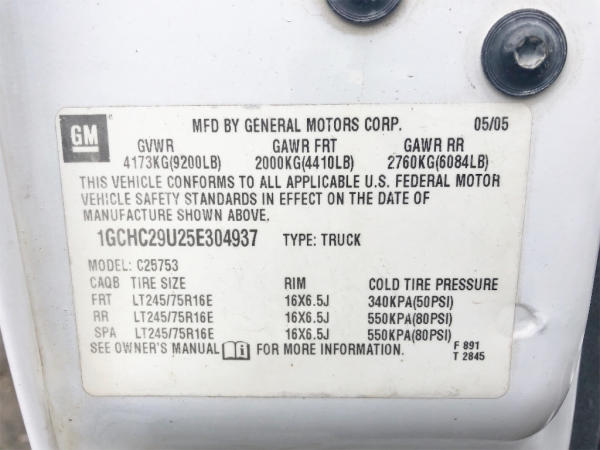 GM
MFD BY GENERAL MOTORS CORP. 05/05
GVWR GAWR FRT GAWR RR
4173KG(9200LB) 2000KG(4410LB) 2760KG(6084LB)
THIS VEHICLE CONFORMS TO ALL APPLICABLE U.S. FEDERAL MOTOR
VEHICLE SAFETY STANDARDS IN EFFECT ON THE DATE OF
MANUFACTURE SHOWN ABOVE.
1GCHC29U25E304937 TYPE: TRUCK
MODEL: C25753
CAQB TIRE SIZE RIM COLD TIRE PRESSURE
FRT LT245/75R16E 16X6.5J 340KPA(50PSI)
RR LT245/75R16E 16X6.5J 550KPA(80PSI)
SPA LT245/75R16E 16X6.5J 550KPA(80PSI)
SEE OWNER'S MANUAL i FOR MORE INFORMATION.
F 891
T 2845